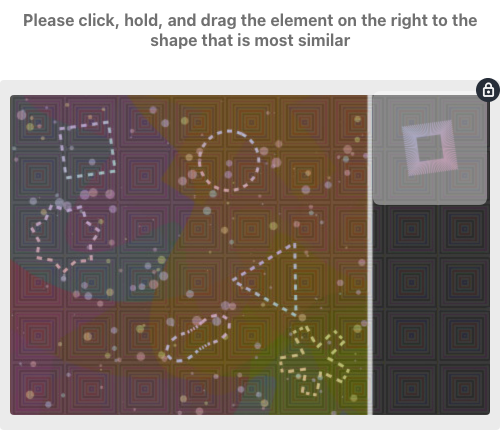 Please click, hold, and drag the element on the right to the
shape that is most similar